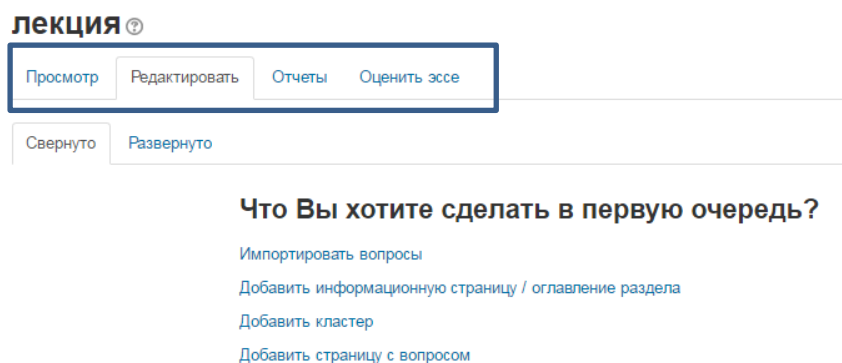 лекция
Просмотр Редактировать Отчеты Оценить эссе
Свернуто Развернуто
Что Вы хотите сделать в первую очередь?
Импортировать вопросы
Добавить информационную страницу / оглавление раздела
Добавить кластер
Добавить страницу с вопросом